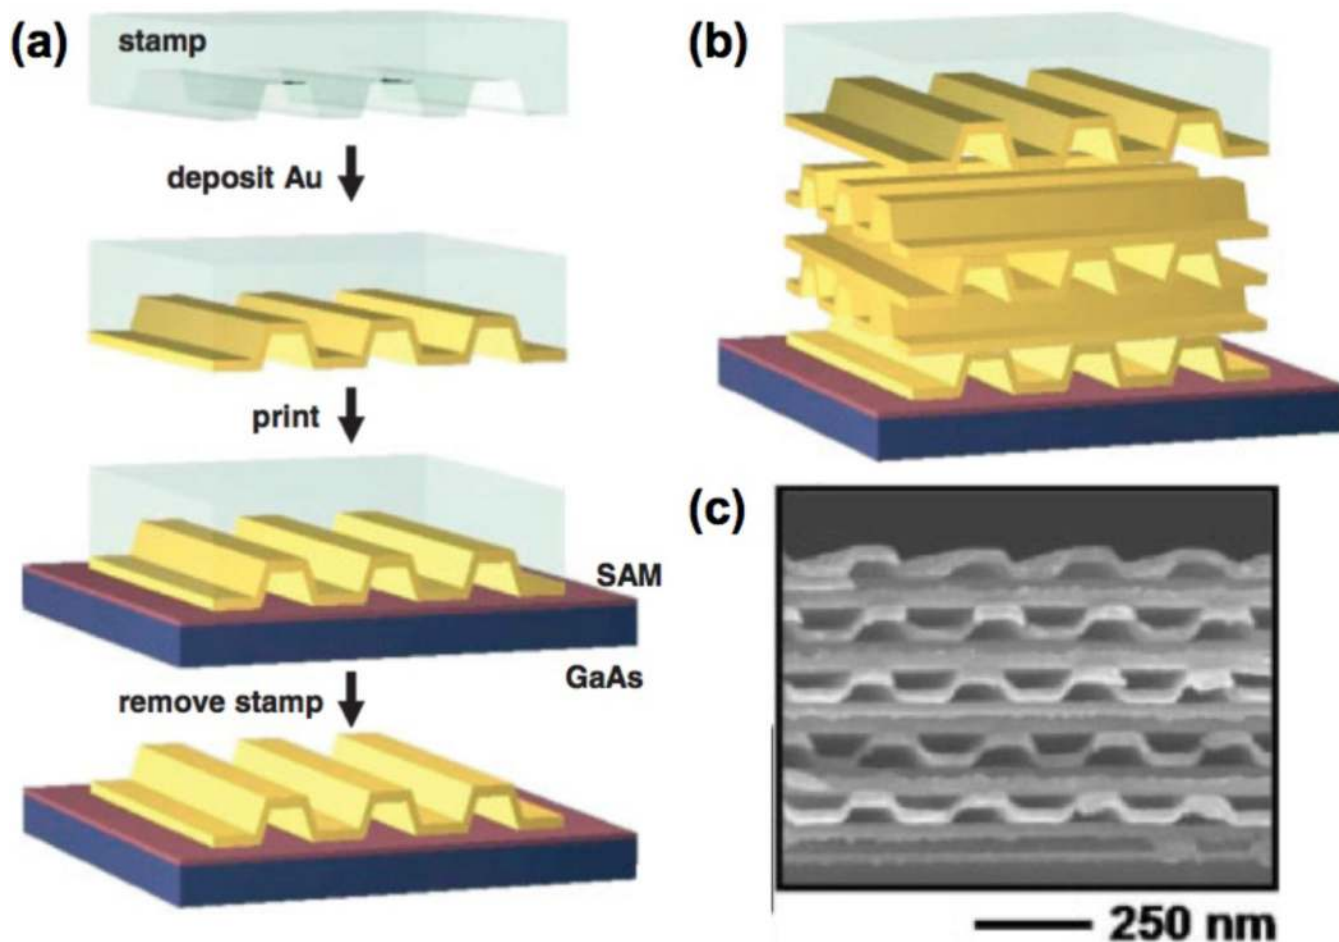 (a)
stamp
deposit Au
print
SAM
GaAs
remove stamp
(b)
(c)
250 nm